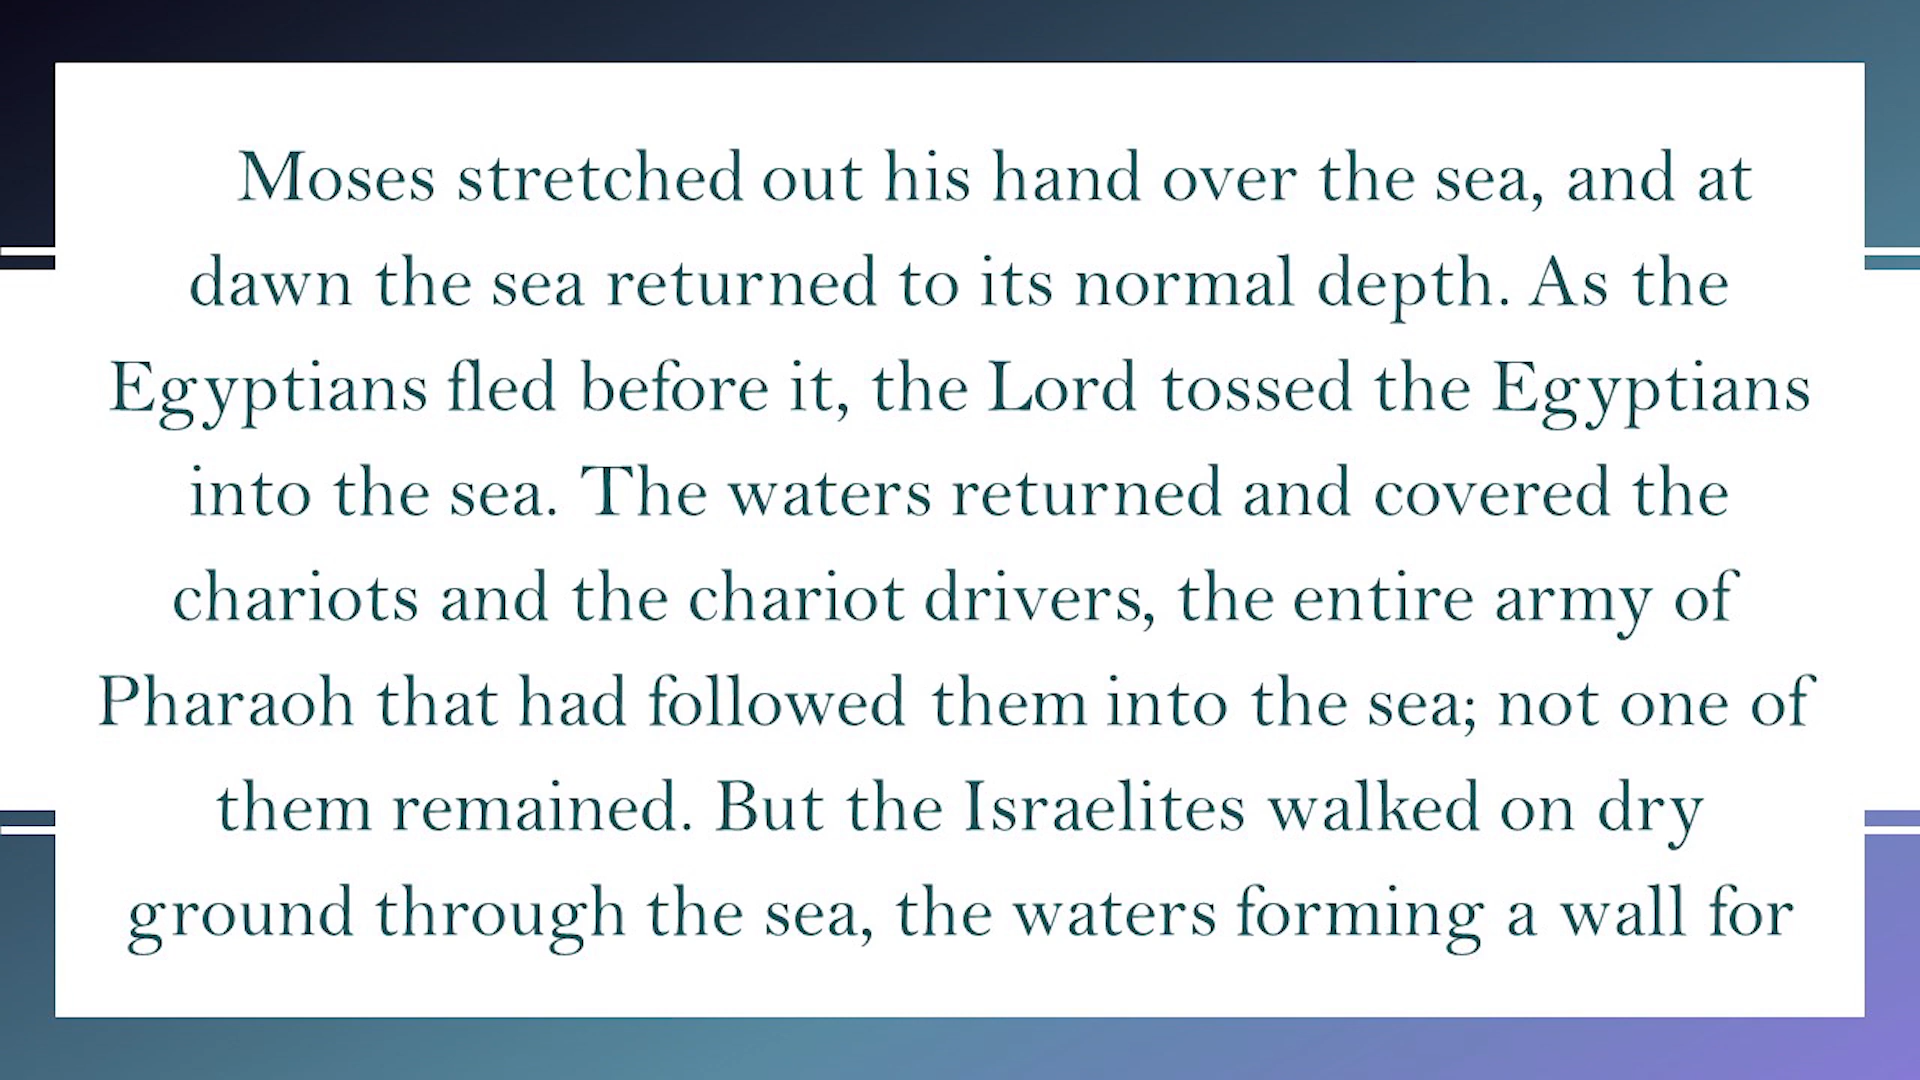 Moses stretched out his hand over the sea, and at
dawn the sea returned to its normal depth. As the
Egyptians fled before it, the Lord tossed the Egyptians
into the sea. The waters returned and covered the
chariots and the chariot drivers, the entire army of
Pharaoh that had followed them into the sea; not one of
them remained. But the Israelites walked on dry
ground through the sea, the waters forming a wall for